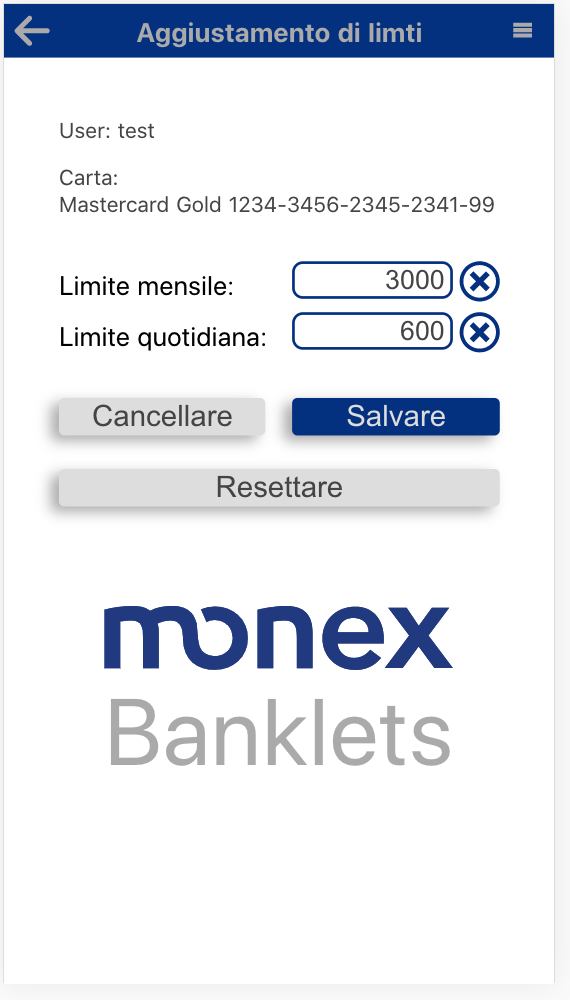 Aggiustamento di limti
User: test
Carta:
Mastercard Gold 1234-3456-2345-2341-99
Limite mensile: 3000
Limite quotidiana: 600
Cancellare Salvare
Resettare
monex
Banklets